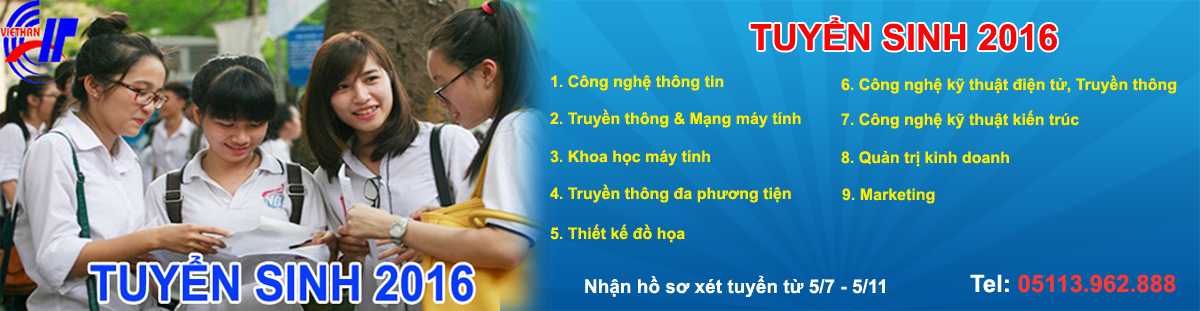 VIETHAN
IT
TUYỂN SINH 2016
TUYỂN SINH 2016
1. Công nghệ thông tin
2. Truyền thông & Mạng máy tính
3. Khoa học máy tính
4. Truyền thông đa phương tiện
5. Thiết kế đồ họa
6. Công nghệ kỹ thuật điện tử, Truyền thông
7. Công nghệ kỹ thuật kiến trúc
8. Quản trị kinh doanh
9. Marketing
Nhận hồ sơ xét tuyển từ 5/7 - 5/11
Tel: 05113.962.888